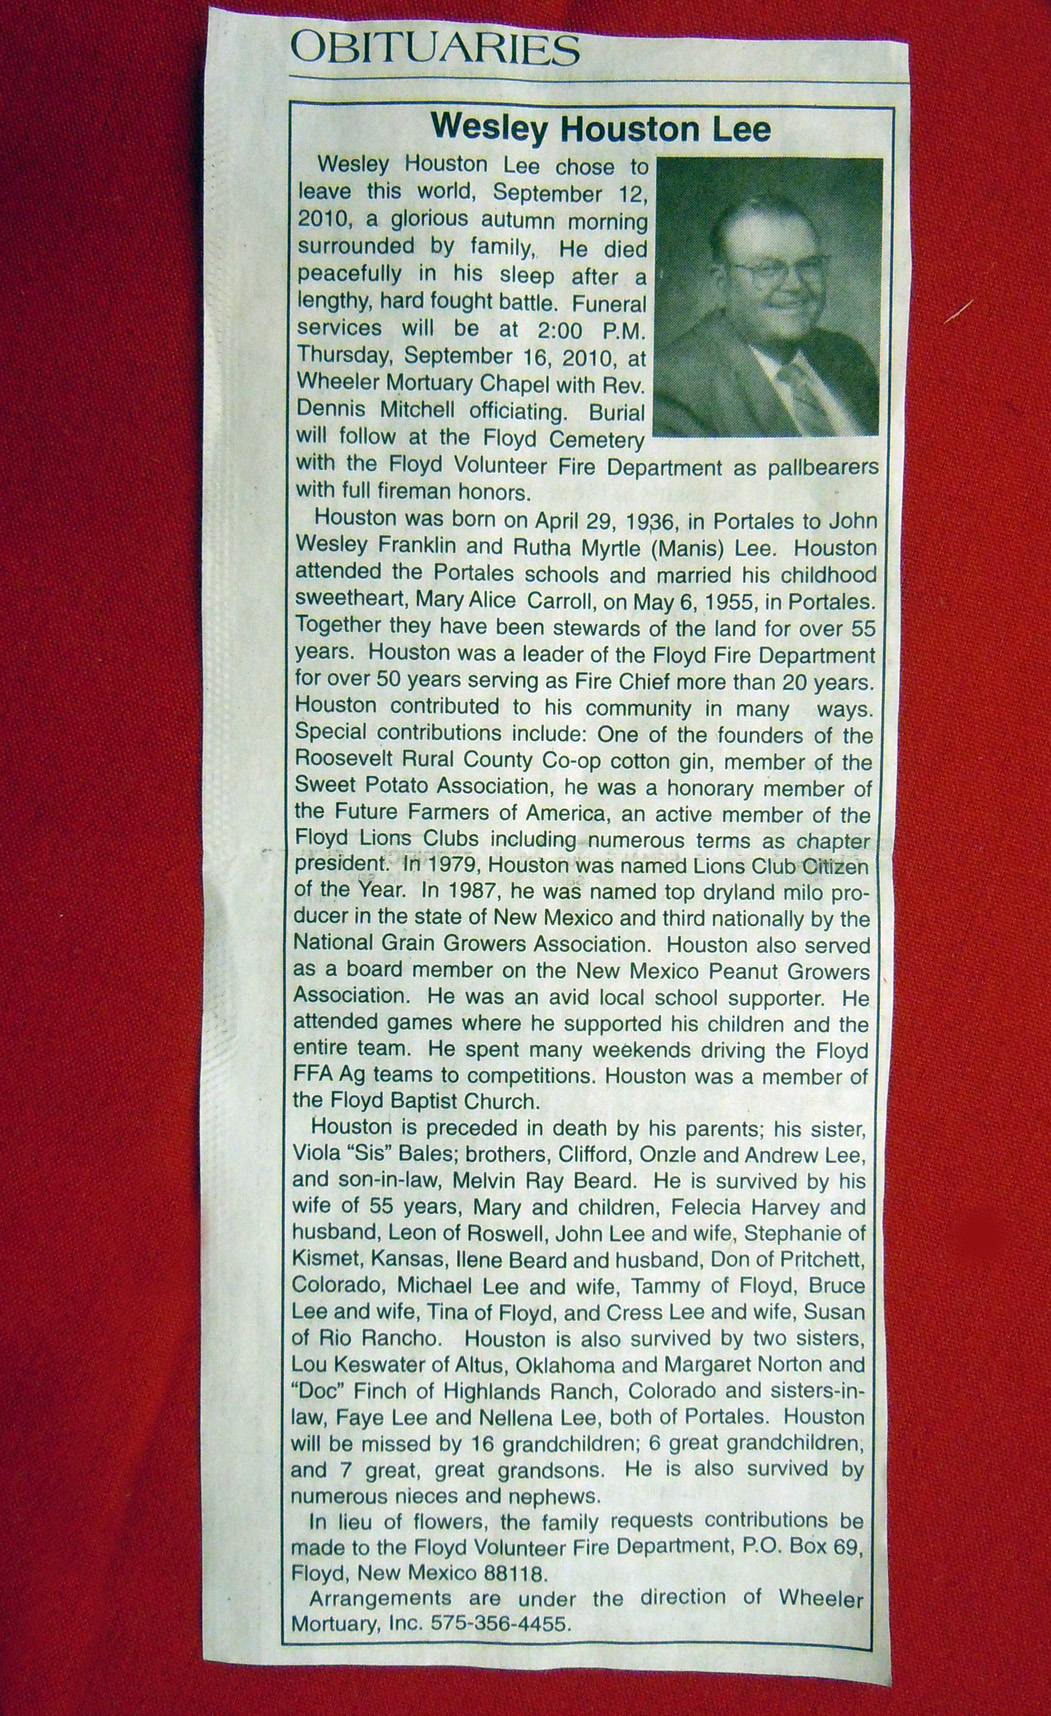 OBITUARIES
Wesley Houston Lee
Wesley Houston Lee chose to
leave this world, September 12,
2010, a glorious autumn morning
surrounded by family, He died
peacefully in his sleep after a
lengthy, hard fought battle. Funeral
services will be at 2:00 P.M.
Thursday, September 16, 2010, at
Wheeler Mortuary Chapel with Rev.
Dennis Mitchell officiating. Burial
will follow at the Floyd Cemetery
with the Floyd Volunteer Fire Department as pallbearers
with full fireman honors.
Houston was born on April 29, 1936, in Portales to John
Wesley Franklin and Rutha Myrtle (Manis) Lee. Houston
attended the Portales schools and married his childhood
sweetheart, Mary Alice Carroll, on May 6, 1955, in Portales.
Together they have been stewards of the land for over 55
years. Houston was a leader of the Floyd Fire Department
for over 50 years serving as Fire Chief more than 20 years.
Houston contributed to his community in many ways.
Special contributions include: One of the founders of the
Roosevelt Rural County Co-op cotton gin, member of the
Sweet Potato Association, he was a honorary member of
the Future Farmers of America, an active member of the
Floyd Lions Clubs including numerous terms as chapter
president. In 1979, Houston was named Lions Club Citizen
of the Year. In 1987, he was named top dryland milo pro-
ducer in the state of New Mexico and third nationally by the
National Grain Growers Association. Houston also served
as a board member on the New Mexico Peanut Growers
Association. He was an avid local school supporter. He
attended games where he supported his children and the
entire team. He spent many weekends driving the Floyd
FFA Ag teams to competitions. Houston was a member of
the Floyd Baptist Church.
Houston is preceded in death by his parents; his sister,
Viola “Sis” Bales; brothers, Clifford, Onzle and Andrew Lee,
and son-in-law, Melvin Ray Beard. He is survived by his
wife of 55 years, Mary and children, Felecia Harvey and
husband, Leon of Roswell, John Lee and wife, Stephanie of
Kismet, Kansas, Ilene Beard and husband, Don of Pritchett,
Colorado, Michael Lee and wife, Tammy of Floyd, Bruce
Lee and wife, Tina of Floyd, and Cress Lee and wife, Susan
of Rio Rancho. Houston is also survived by two sisters,
Lou Keswater of Altus, Oklahoma and Margaret Norton and
“Doc” Finch of Highlands Ranch, Colorado and sisters-in-
law, Faye Lee and Nellena Lee, both of Portales. Houston
will be missed by 16 grandchildren; 6 great grandchildren,
and 7 great, great grandsons. He is also survived by
numerous nieces and nephews.
In lieu of flowers, the family requests contributions be
made to the Floyd Volunteer Fire Department, P.O. Box 69,
Floyd, New Mexico 88118.
Arrangements are under the direction of Wheeler
Mortuary, Inc. 575-356-4455.